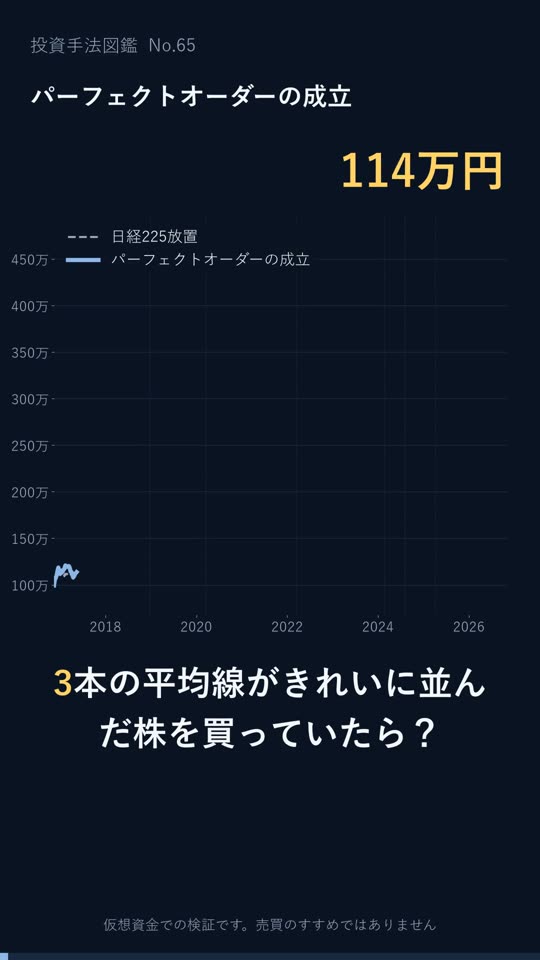 投資手法図鑑 No.65
パーフェクトオーダーの成立
114万円
日経225放置
パーフェクトオーダーの成立
450万
400万
350万
300万
250万
200万
150万
100万
2018 2020 2022 2024 2026
3本の平均線がきれいに並ん
だ株を買っていたら？
仮想資金での検証です。売買のすすめではありません